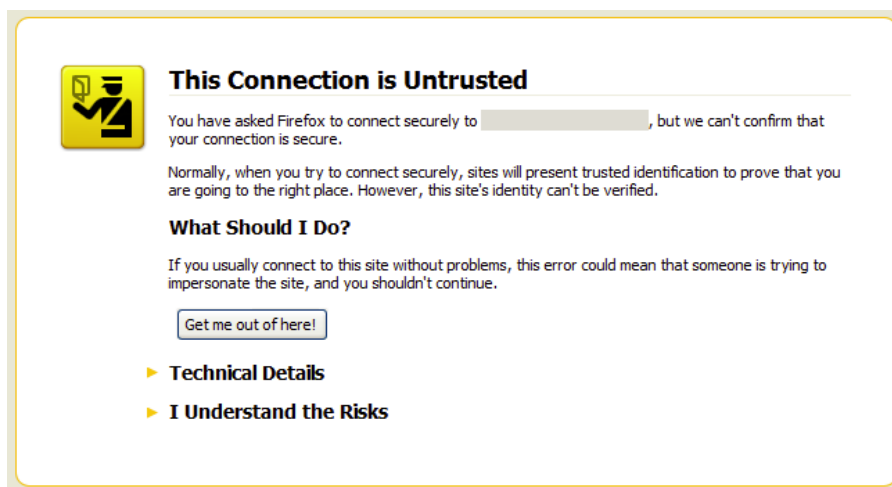 This Connection is Untrusted
You have asked Firefox to connect securely to , but we can't confirm that
your connection is secure.
Normally, when you try to connect securely, sites will present trusted identification to prove that you
are going to the right place. However, this site's identity can't be verified.
What Should I Do?
If you usually connect to this site without problems, this error could mean that someone is trying to
impersonate the site, and you shouldn't continue.
Get me out of here!
Technical Details
I Understand the Risks